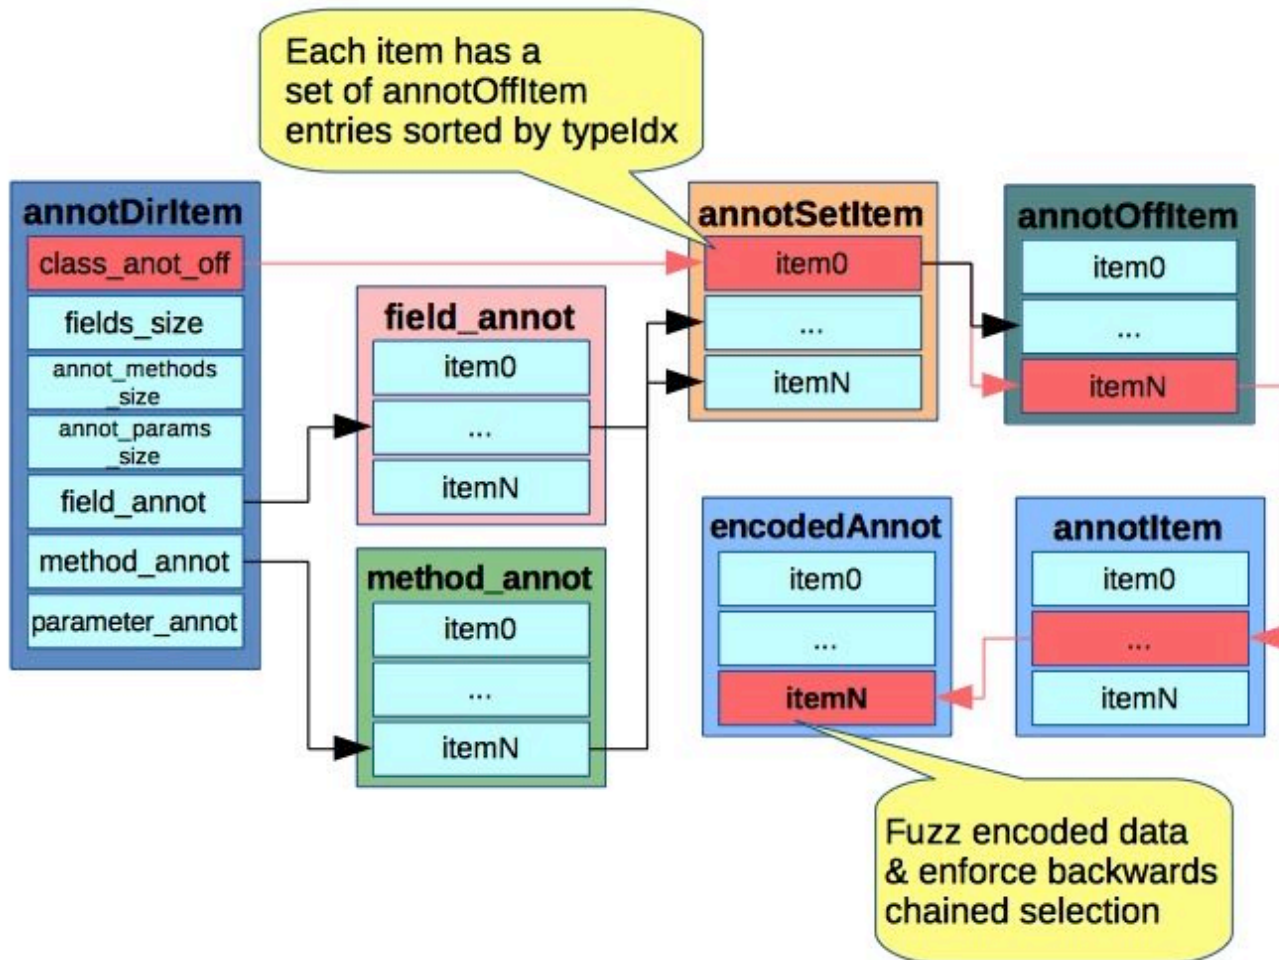 Each item has a
set of annotOffItem
entries sorted by typeIdx
annotDirItem
class_anot_off
fields_size
annot_methods
_size
annot_params
_size
field_annot
method_annot
parameter_annot
field_annot
item0
...
itemN
method_annot
item0
...
itemN
annotSetItem
item0
...
itemN
annotOffItem
item0
...
itemN
encodedAnnot
item0
...
itemN
annotItem
item0
...
itemN
Fuzz encoded data
& enforce backwards
chained selection